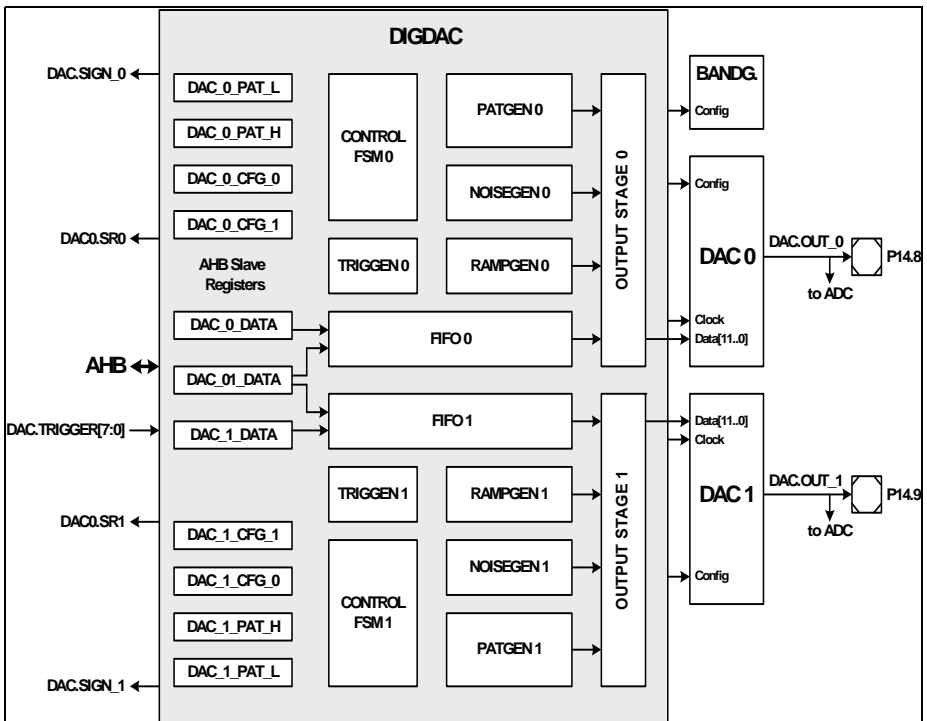 DIGDAC
DAC.SIGN_0
DAC_0_PAT_L
DAC_0_PAT_H
DAC_0_CFG_0
DAC_0_CFG_1
DAC0.SR0
AHB Slave
Registers
CONTROL
FSM 0
TRIGGEN 0
PATGEN 0
NOISEGEN 0
RAMPGEN 0
OUTPUT STAGE 0
BANDG.
Config
Config
DAC 0
Clock
Data[11..0]
DAC.OUT_0
P14.8
to ADC
DAC_0_DATA
FIFO 0
AHB
DAC_01_DATA
DAC.TRIGGER[7:0]
DAC_1_DATA
FIFO 1
TRIGGEN 1
RAMPGEN 1
NOISEGEN 1
PATGEN 1
CONTROL
FSM 1
OUTPUT STAGE 1
Data[11..0]
Clock
DAC 1
Config
DAC.OUT_1
P14.9
to ADC
DAC0.SR1
DAC_1_CFG_1
DAC_1_CFG_0
DAC_1_PAT_H
DAC_1_PAT_L
DAC.SIGN_1